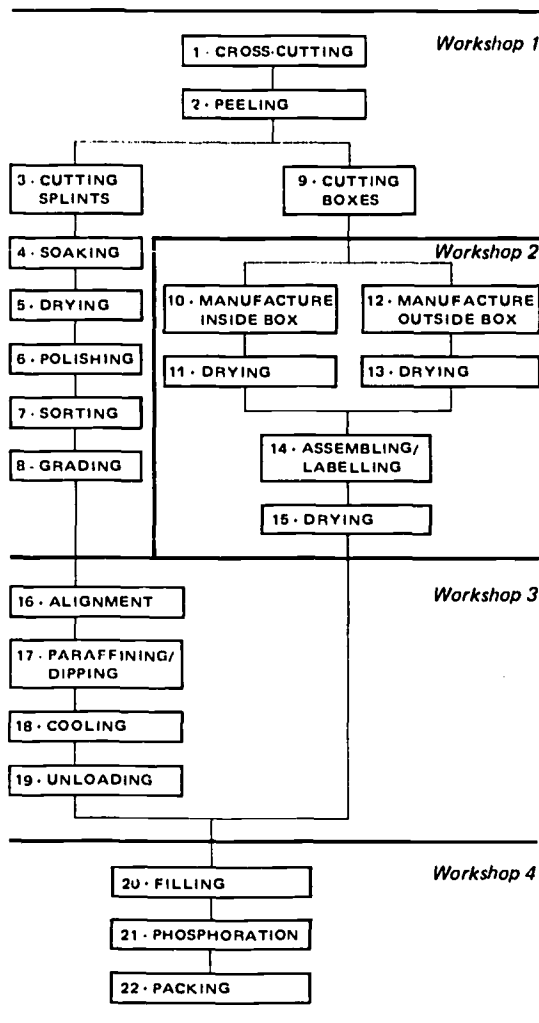 Workshop 1
1 · CROSS-CUTTING
2 · PEELING
3 · CUTTING
SPLINTS
9 · CUTTING
BOXES
4 · SOAKING
5 · DRYING
6 · POLISHING
7 · SORTING
8 - GRADING
Workshop 2
10 · MANUFACTURE
INSIDE BOX
12 · MANUFACTURE
OUTSIDE BOX
11 · DRYING
13 · DRYING
14 · ASSEMBLING/
LABELLING
15 · DRYING
Workshop 3
16 · ALIGNMENT
17 · PARAFFINING/
DIPPING
18 · COOLING
19 · UNLOADING
Workshop 4
20 · FILLING
21 · PHOSPHORATION
22 · PACKING